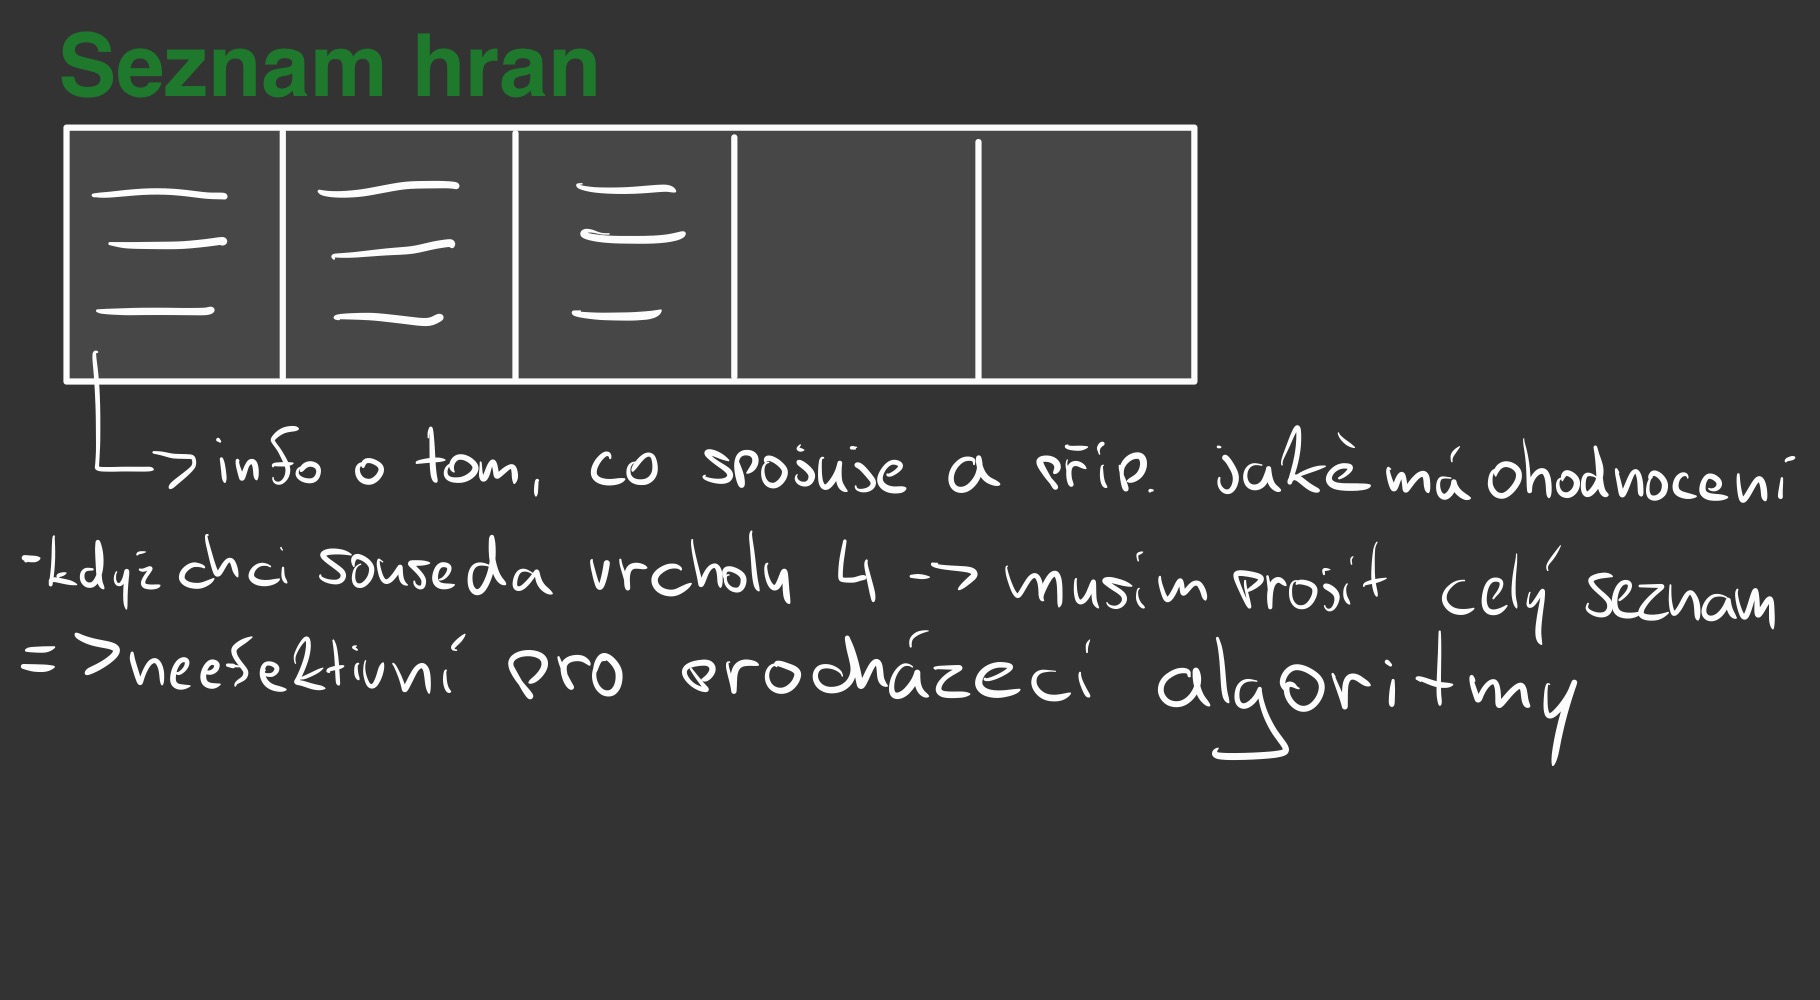 Seznam hran
-> info o tom, co spojuje a příp. jaké má ohodnocení
-když chci souseda vrcholu 4 -> musím projít celý seznam
=> neefektivní pro procházecí algoritmy